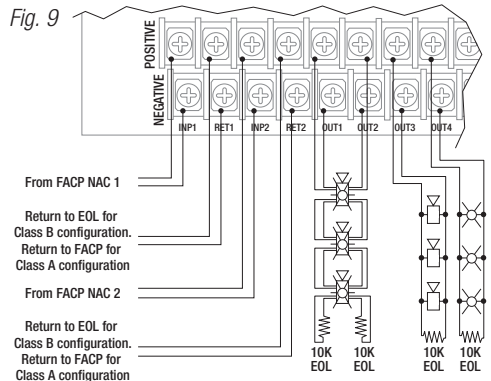 Fig. 9
POSITIVE
NEGATIVE
INP1 RET1 INP2 RET2 OUT1 OUT2 OUT3 OUT4
From FACP NAC 1
Return to EOL for
Class B configuration.
Return to FACP for
Class A configuration
From FACP NAC 2
Return to EOL for
Class B configuration.
Return to FACP for
Class A configuration
10K 10K 10K 10K
EOL EOL EOL EOL